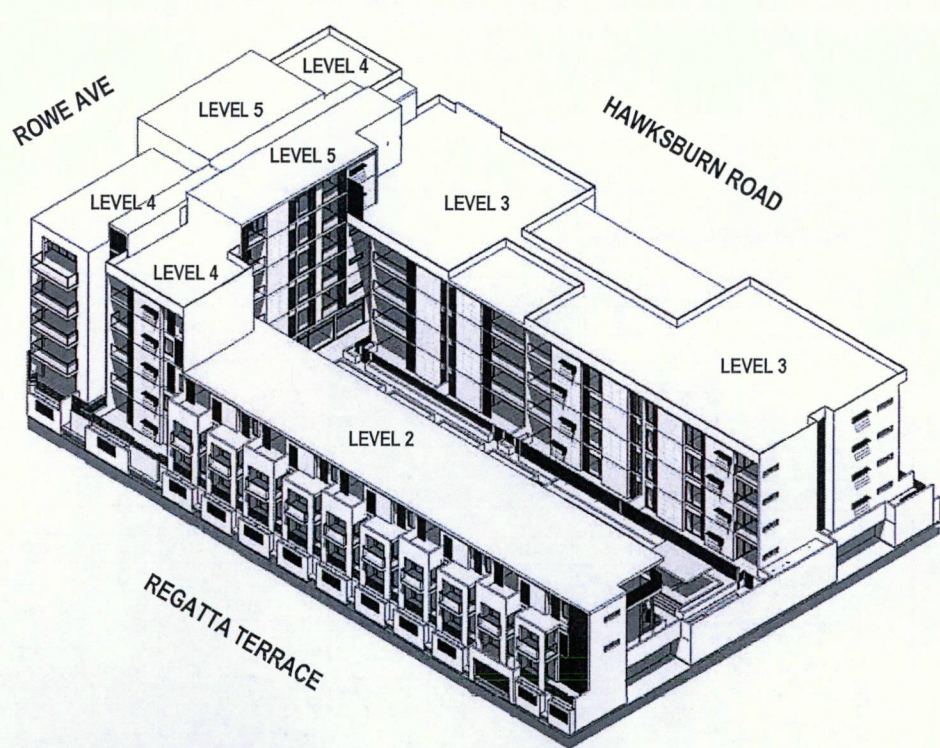 LEVEL 4
ROWE AVE
LEVEL 5
HAWKSBURN ROAD
LEVEL 5
LEVEL 4
LEVEL 3
LEVEL 4
LEVEL 3
LEVEL 2
REGATTA TERRACE